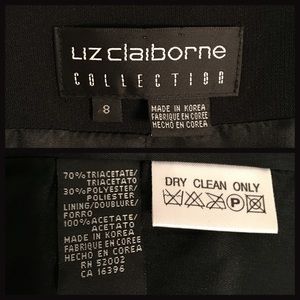 LIZ claiborne
COLLECTION
8
MADE IN KOREA
FABRIQUE EN COREE
HECHO EN COREA
70% TRIACETATE/
TRIACETATO
30% POLYESTER/
POLIESTER
LINING/DOUBLURE/
FORRO
100% ACETATE/
ACETATO
MADE IN KOREA
FABRIQUE EN COREE
HECHO EN COREA
RN 52002
CA 16396
DRY CLEAN ONLY
P